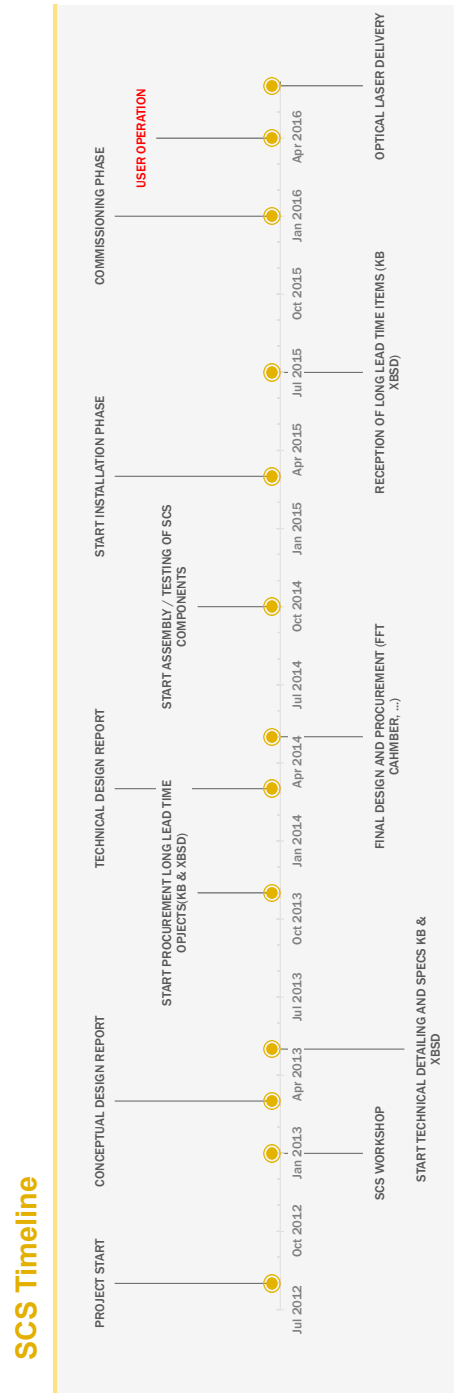 SCS Timeline
PROJECT START
CONCEPTUAL DESIGN REPORT
START PROCUREMENT LONG LEAD TIME
OPJECTS(KB & XBSD)
TECHNICAL DESIGN REPORT
START ASSEMBLY / TESTING OF SCS
COMPONENTS
START INSTALLATION PHASE
COMMISSIONING PHASE
USER OPERATION
Jul 2012
Oct 2012
Jan 2013
Apr 2013
Jul 2013
Oct 2013
Jan 2014
Apr 2014
Jul 2014
Oct 2014
Jan 2015
Apr 2015
Jul 2015
Oct 2015
Jan 2016
Apr 2016
SCS WORKSHOP
START TECHNICAL DETAILING AND SPECS KB &
XBSD
FINAL DESIGN AND PROCUREMENT (FFT
CAHMBER, ...)
RECEPTION OF LONG LEAD TIME ITEMS (KB
XBSD)
OPTICAL LASER DELIVERY